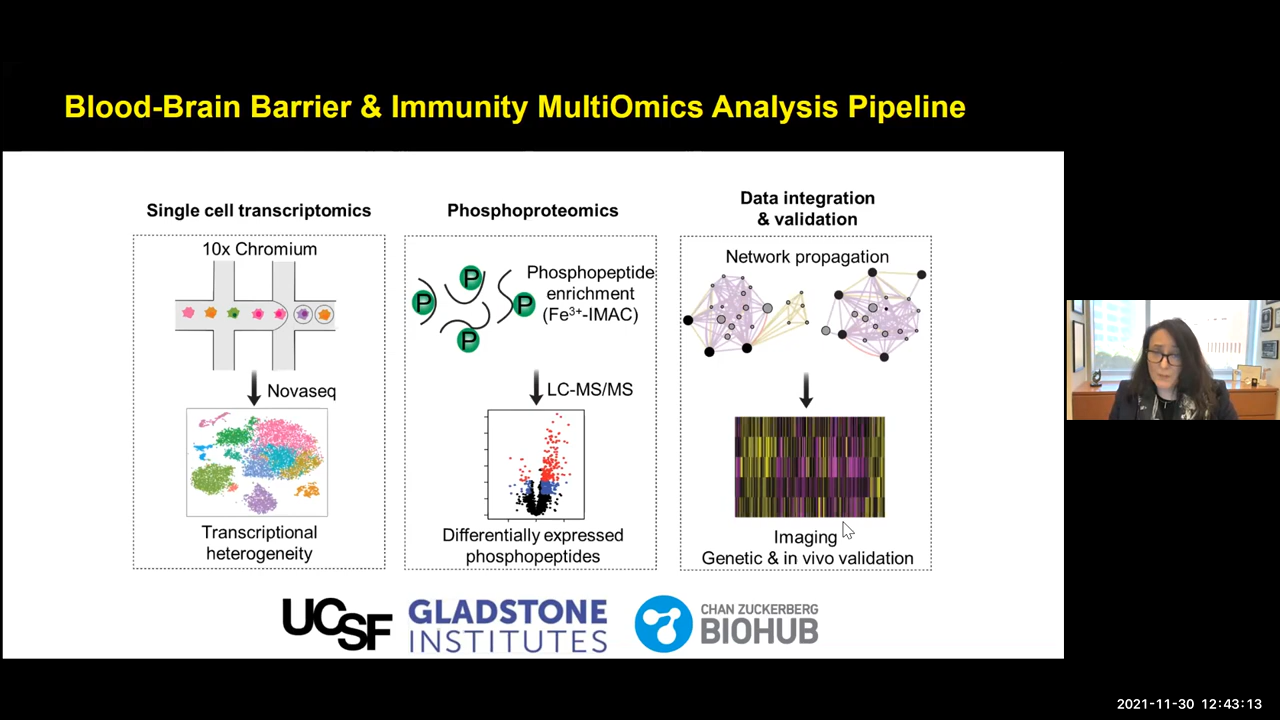 Blood-Brain Barrier & Immunity MultiOmics Analysis Pipeline
Single cell transcriptomics
10x Chromium
Novaseq
Transcriptional
heterogeneity
Phosphoproteomics
P
P
P
P
Phosphopeptide
enrichment
(Fe³⁺-IMAC)
LC-MS/MS
Differentially expressed
phosphopeptides
Data integration
& validation
Network propagation
Imaging
Genetic & in vivo validation
UCSF
GLADSTONE
INSTITUTES
CHAN ZUCKERBERG
BIOHUB
2021-11-30 12:43:13